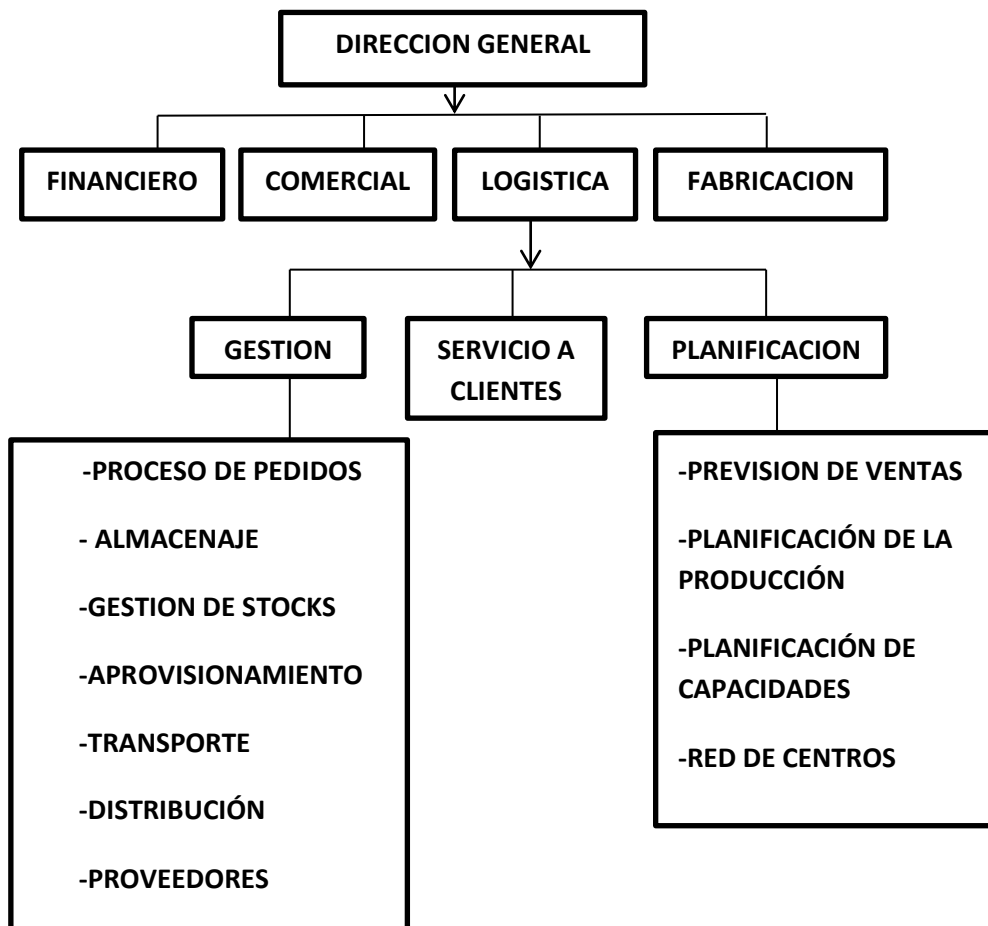 DIRECCION GENERAL
FINANCIERO
COMERCIAL
LOGISTICA
FABRICACION
GESTION
SERVICIO A
CLIENTES
PLANIFICACION
-PROCESO DE PEDIDOS
- ALMACENAJE
-GESTION DE STOCKS
-APROVISIONAMIENTO
-TRANSPORTE
-DISTRIBUCIÓN
-PROVEEDORES
-PREVISION DE VENTAS
-PLANIFICACIÓN DE LA
PRODUCCIÓN
-PLANIFICACIÓN DE
CAPACIDADES
-RED DE CENTROS